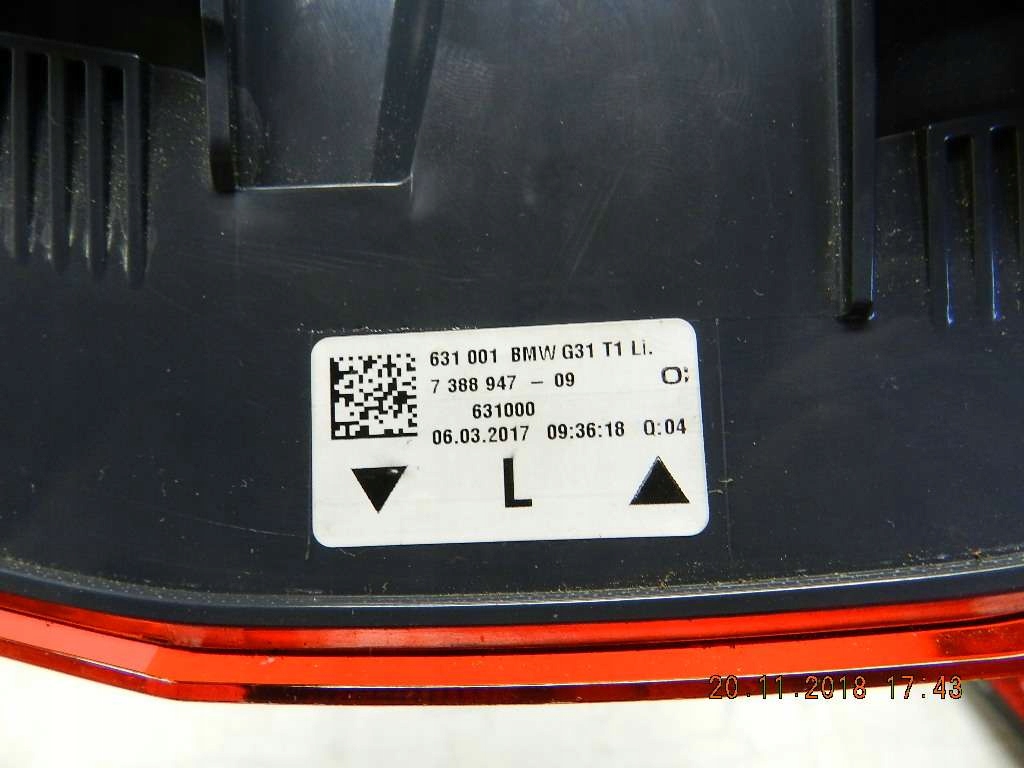 631 001 BMW G31 T1 Li.
7 388 947 - 09
631000
06.03.2017 09:36:18 Q:04
L
20.11.2018 17:43